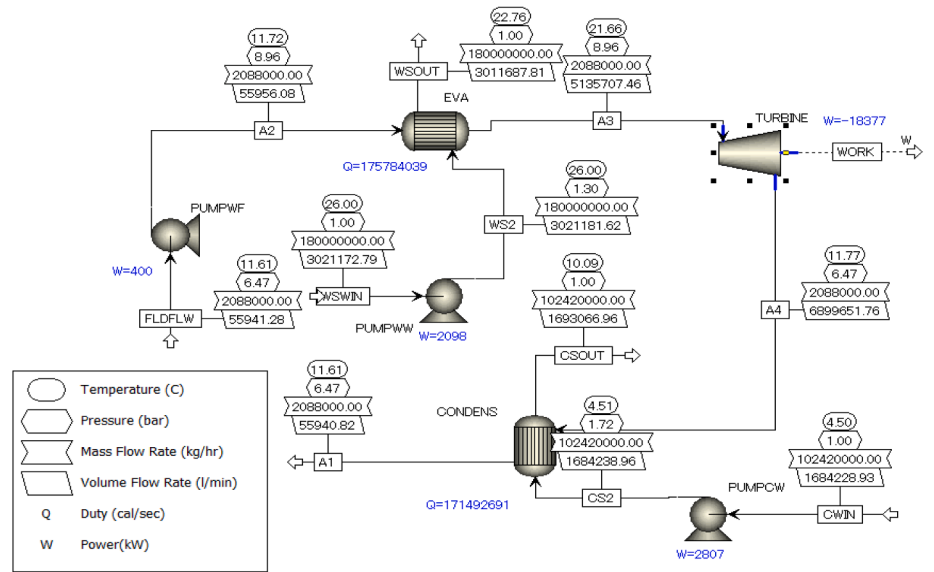 11.72
8.96
2088000.00
55956.08
A2
22.76
1.00
180000000.00
3011687.81
WSOUT
EVA
21.66
8.96
2088000.00
5135707.46
A3
TURBINE
W=-18377
WORK
W
Q=175784039
26.00
1.30
180000000.00
3021181.62
WS2
PUMPWF
W=400
26.00
1.00
180000000.00
3021172.79
WSWIN
PUMPWW
W=2098
11.61
6.47
2088000.00
55941.28
FLDFLW
10.09
1.00
102420000.00
1693066.96
CSOUT
11.77
6.47
2088000.00
6899651.76
A4
11.61
6.47
2088000.00
55940.82
A1
CONDENS
Q=171492691
4.51
1.72
102420000.00
1684238.96
CS2
4.50
1.00
102420000.00
1684228.93
CWIN
PUMPCW
W=2807
Temperature (C)
Pressure (bar)
Mass Flow Rate (kg/hr)
Volume Flow Rate (l/min)
Q Duty (cal/sec)
W Power(kW)